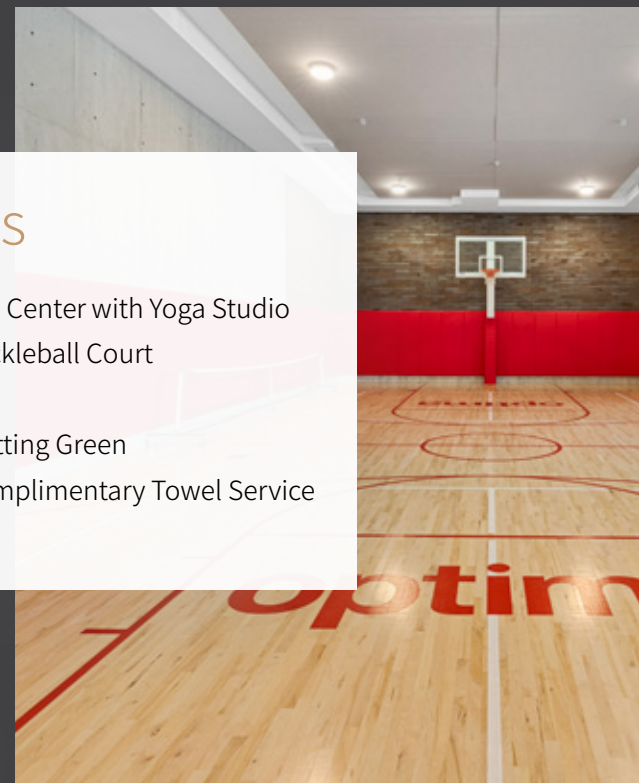 s
Center with Yoga Studio
kleball Court
tting Green
mplimentary Towel Service
optim